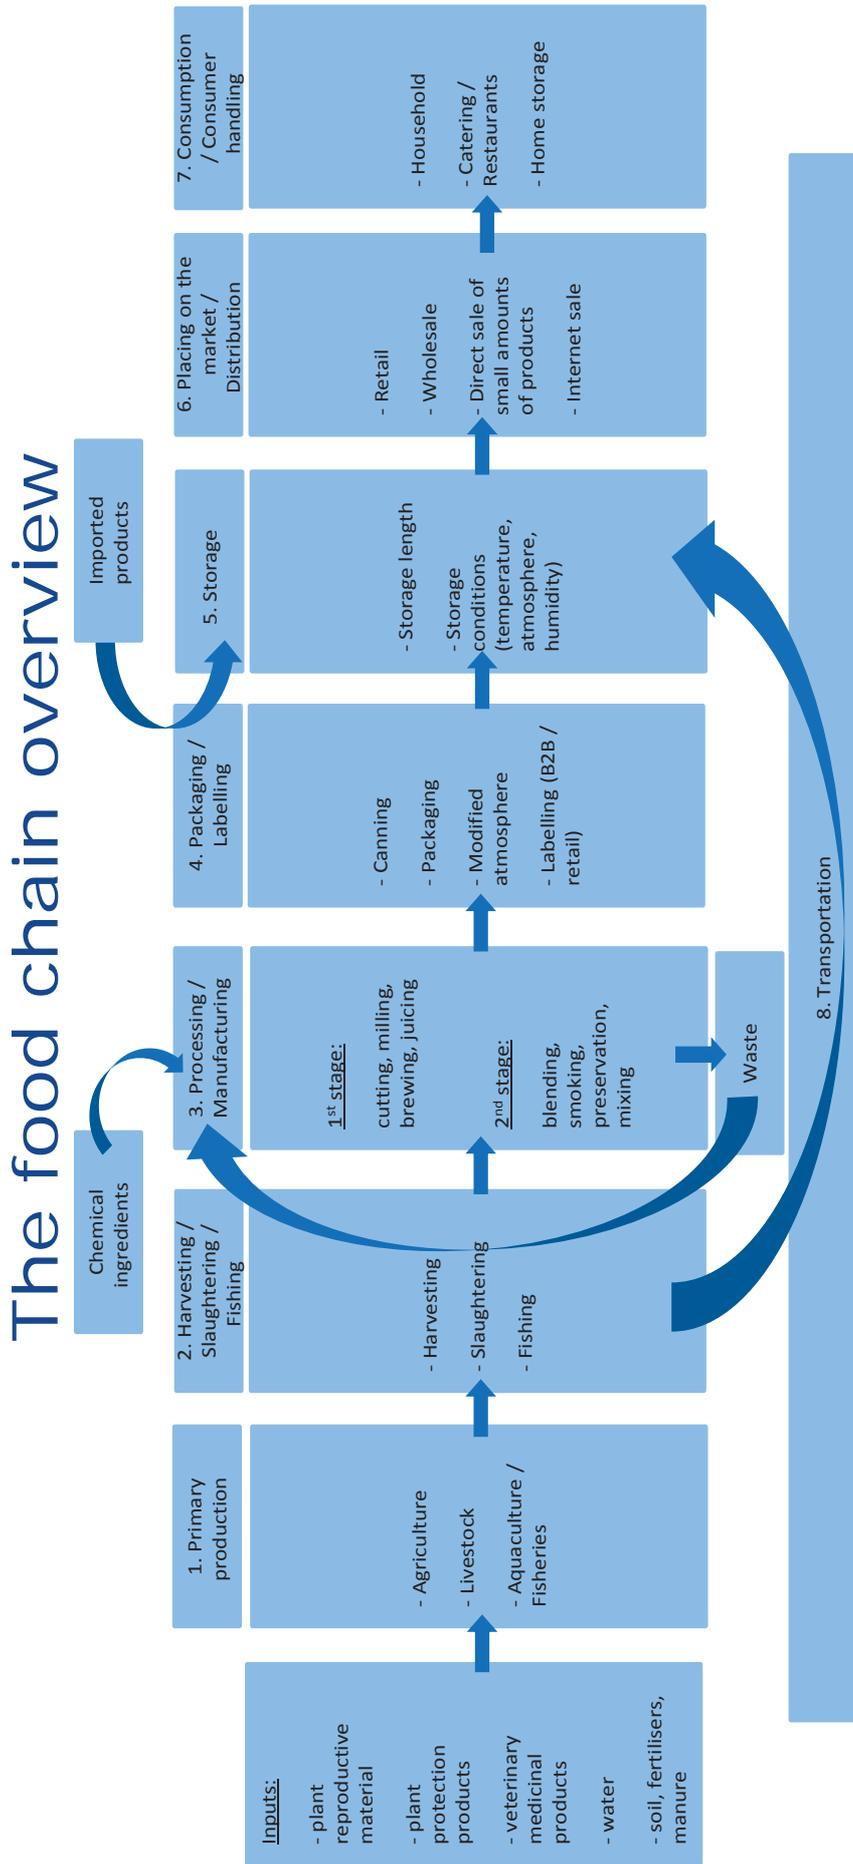 The food chain overview
Chemical
ingredients
Imported
products
Inputs:
- plant
reproductive
material
- plant
protection
products
- veterinary
medicinal
products
- water
- soil, fertilisers,
manure
1. Primary
production
- Agriculture
- Livestock
- Aquaculture /
Fisheries
2. Harvesting /
Slaughtering /
Fishing
- Harvesting
- Slaughtering
- Fishing
3. Processing /
Manufacturing
1st stage:
cutting, milling,
brewing, juicing
2nd stage:
blending,
smoking,
preservation,
mixing
Waste
4. Packaging /
Labelling
- Canning
- Packaging
- Modified
atmosphere
- Labelling (B2B /
retail)
5. Storage
- Storage length
- Storage
conditions
(temperature,
atmosphere,
humidity)
6. Placing on the
market /
Distribution
- Retail
- Wholesale
- Direct sale of
small amounts
of products
- Internet sale
7. Consumption
/ Consumer
handling
- Household
- Catering /
Restaurants
- Home storage
8. Transportation